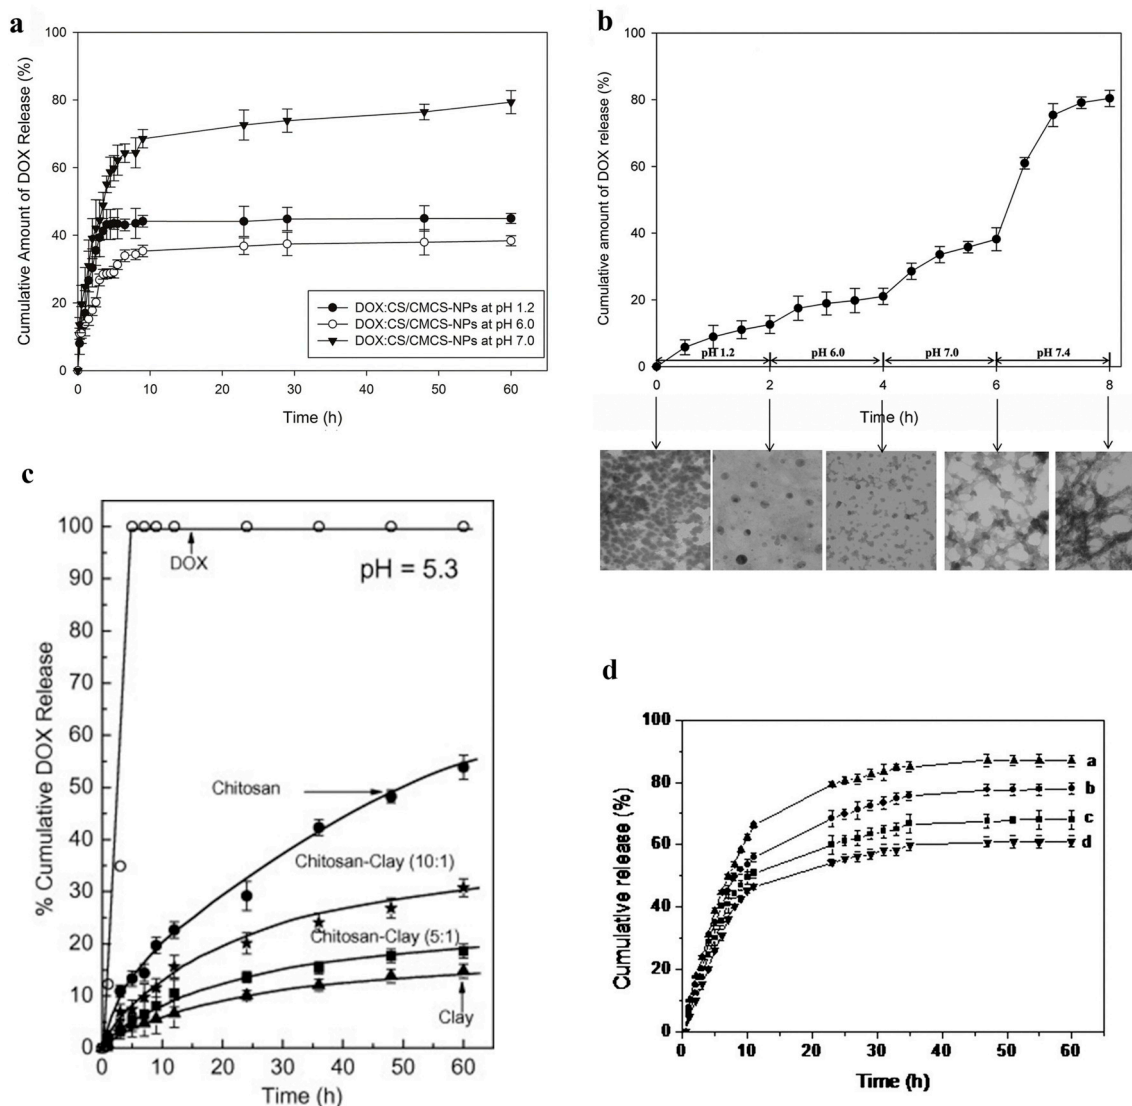 a
100
80
60
40
20
0
Cumulative Amount of DOX Release (%)
DOX:CS/CMCS-NPs at pH 1.2
DOX:CS/CMCS-NPs at pH 6.0
DOX:CS/CMCS-NPs at pH 7.0
0 10 20 30 40 50 60
Time (h)
b
100
80
60
40
20
0
Cumulative amount of DOX release (%)
pH 1.2 pH 6.0 pH 7.0 pH 7.4
0 2 4 6 8
Time (h)
c
100
90
80
70
60
50
40
30
20
10
0
% Cumulative DOX Release
DOX
pH = 5.3
Chitosan
Chitosan-Clay (10:1)
Chitosan-Clay (5:1)
Clay
0 10 20 30 40 50 60
Time (h)
d
100
80
60
40
20
0
Cumulative release (%)
a
b
c
d
0 10 20 30 40 50 60
Time (h)